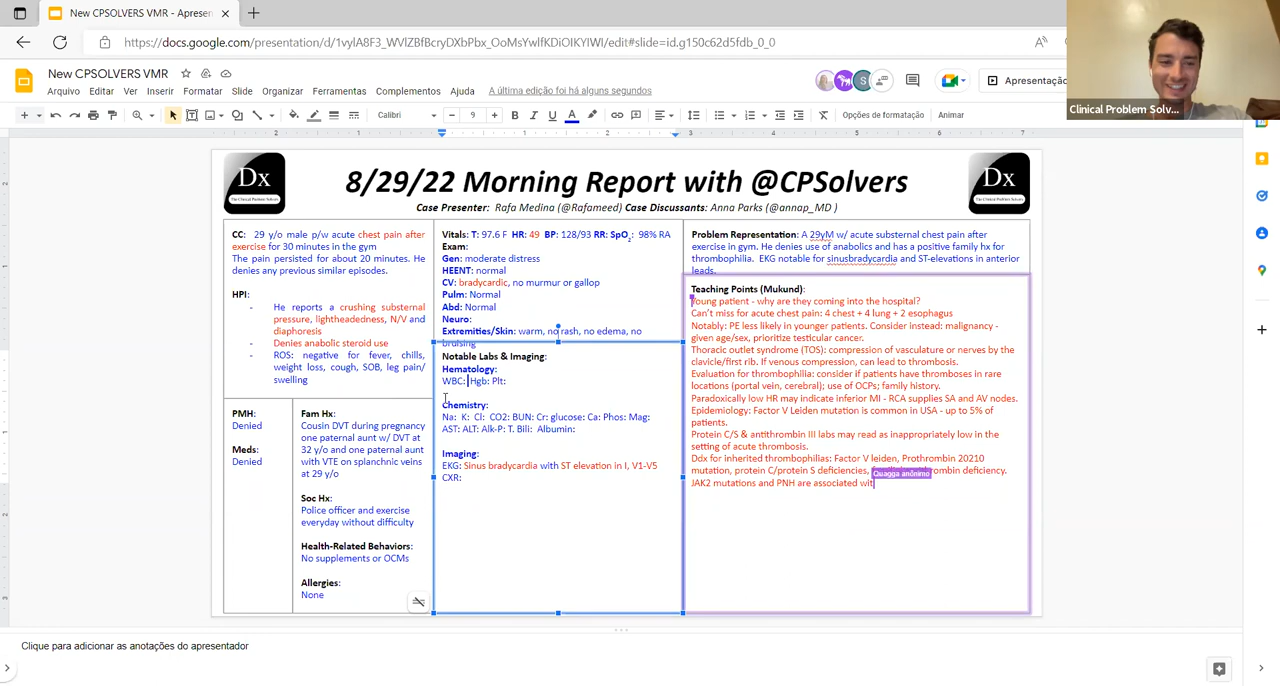 New CPSOLVERS VMR - Apresen
https://docs.google.com/presentation/d/1vylA8F3_WVlZBfBcryDXbPbx_OoMsYwlfKDiOIKYIWI/edit#slide=id.g150c62d5fdb_0_0
New CPSOLVERS VMR
Arquivo Editar Ver Inserir Formatar Slide Organizar Ferramentas Complementos Ajuda A última edição foi há alguns segundos
Apresentação
Clinical Problem Solv...
Calibri 9 Opções de formatação Animar
Dx
The Clinical Problem Solvers
8/29/22 Morning Report with @CPSolvers
Case Presenter: Rafa Medina (@Rafameed) Case Discussants: Anna Parks (@annap_MD )
Dx
The Clinical Problem Solvers
CC: 29 y/o male p/w acute chest pain after
exercise for 30 minutes in the gym
The pain persisted for about 20 minutes. He
denies any previous similar episodes.
HPI:
- He reports a crushing substernal
pressure, lightheadedness, N/V and
diaphoresis
- Denies anabolic steroid use
- ROS: negative for fever, chills,
weight loss, cough, SOB, leg pain/
swelling
PMH:
Denied
Meds:
Denied
Fam Hx:
Cousin DVT during pregnancy
one paternal aunt w/ DVT at
32 y/o and one paternal aunt
with VTE on splanchnic veins
at 29 y/o
Soc Hx:
Police officer and exercise
everyday without difficulty
Health-Related Behaviors:
No supplements or OCMs
Allergies:
None
Vitals: T: 97.6 F HR: 49 BP: 128/93 RR: SpO2: 98% RA
Exam:
Gen: moderate distress
HEENT: normal
CV: bradycardic, no murmur or gallop
Pulm: Normal
Abd: Normal
Neuro:
Extremities/Skin: warm, no rash, no edema, no
bruising
Notable Labs & Imaging:
Hematology:
WBC: Hgb: Plt:
Chemistry:
Na: K: Cl: CO2: BUN: Cr: glucose: Ca: Phos: Mag:
AST: ALT: Alk-P: T. Bili: Albumin:
Imaging:
EKG: Sinus bradycardia with ST elevation in I, V1-V5
CXR:
Problem Representation: A 29yM w/ acute substernal chest pain after
exercise in gym. He denies use of anabolics and has a positive family hx for
thrombophilia. EKG notable for sinusbradycardia and ST-elevations in anterior
leads.
Teaching Points (Mukund):
Young patient - why are they coming into the hospital?
Can't miss for acute chest pain: 4 chest + 4 lung + 2 esophagus
Notably: PE less likely in younger patients. Consider instead: malignancy -
given age/sex, prioritize testicular cancer.
Thoracic outlet syndrome (TOS): compression of vasculature or nerves by the
clavicle/first rib. If venous compression, can lead to thrombosis.
Evaluation for thrombophilia: consider if patients have thromboses in rare
locations (portal vein, cerebral); use of OCPs; family history.
Paradoxically low HR may indicate inferior MI - RCA supplies SA and AV nodes.
Epidemiology: Factor V Leiden mutation is common in USA - up to 5% of
patients.
Protein C/S & antithrombin III labs may read as inappropriately low in the
setting of acute thrombosis.
Ddx for inherited thrombophilias: Factor V leiden, Prothrombin 20210
mutation, protein C/protein S deficiencies, deficiency.
Quagga anônimo
JAK2 mutations and PNH are associated wit
Clique para adicionar as anotações do apresentador